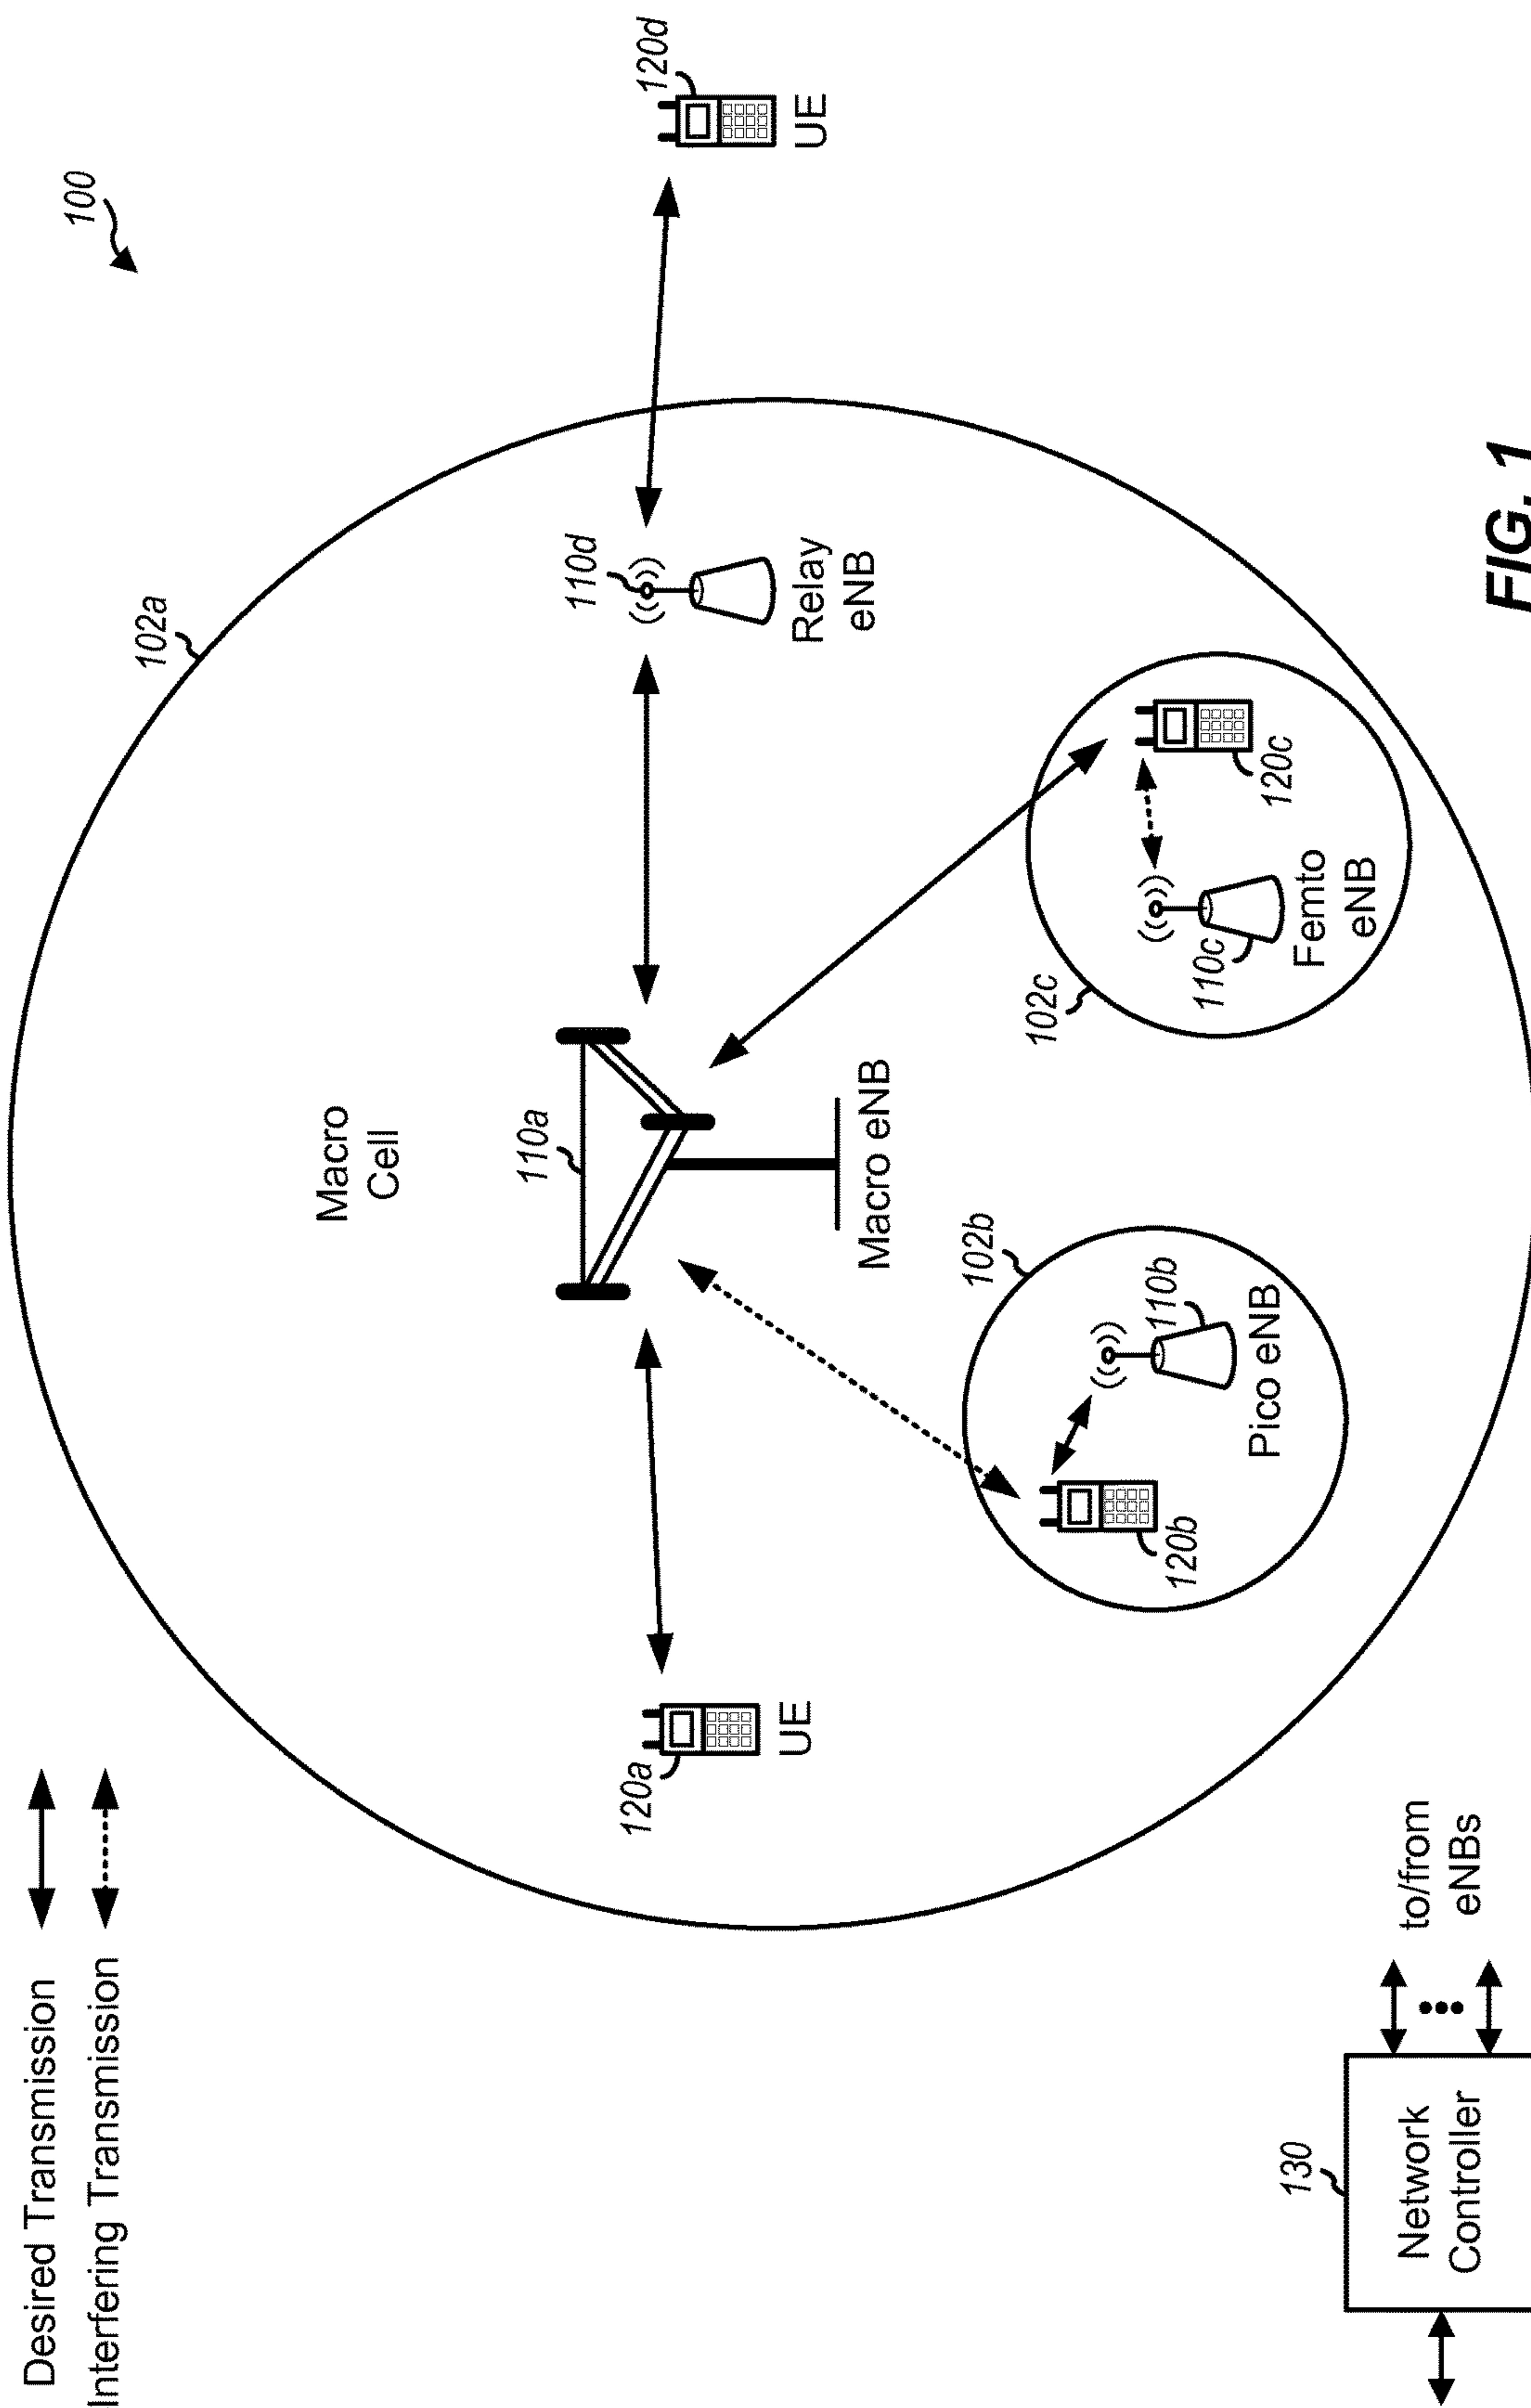 Desired Transmission
Interfering Transmission
100
102a
Macro
Cell
110a
110d
120a
120d
UE
Relay
eNB
UE
Macro eNB
102b
102c
110b
120b
Pico eNB
110c
120c
Femto
eNB
130
Network
Controller
to/from
eNBs
FIG. 1